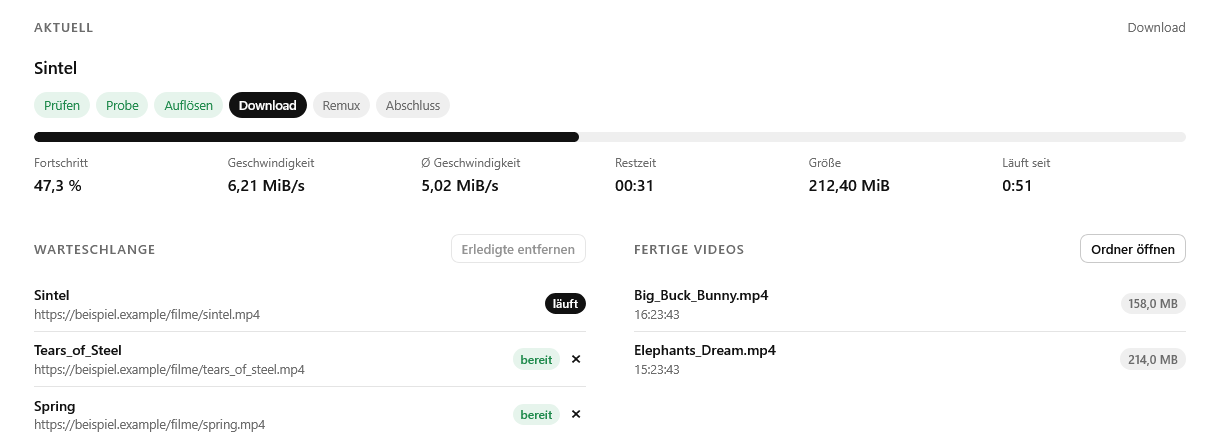 AKTUELL
Download
Sintel
Prüfen Probe Auflösen Download Remux Abschluss
Fortschritt Geschwindigkeit Ø Geschwindigkeit Restzeit Größe Läuft seit
47,3 % 6,21 MiB/s 5,02 MiB/s 00:31 212,40 MiB 0:51
WARTESCHLANGE
Erledigte entfernen
Sintel
https://beispiel.example/filme/sintel.mp4
läuft
Tears_of_Steel
https://beispiel.example/filme/tears_of_steel.mp4
bereit ✕
Spring
https://beispiel.example/filme/spring.mp4
bereit ✕
FERTIGE VIDEOS
Ordner öffnen
Big_Buck_Bunny.mp4
16:23:43
158,0 MB
Elephants_Dream.mp4
15:23:43
214,0 MB